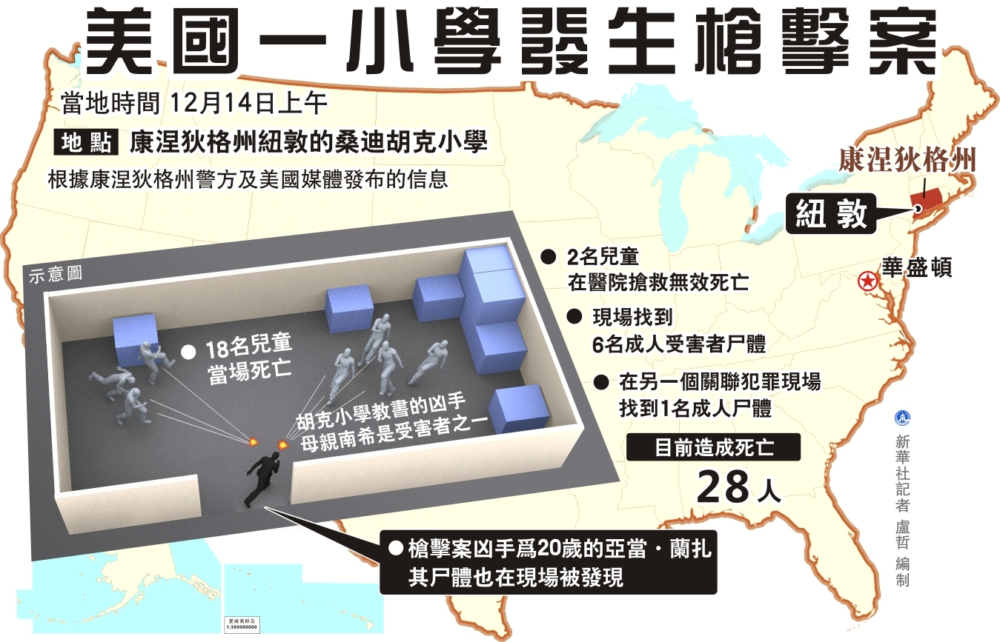 美國一小學發生槍擊案
當地時間 12月14日上午
地點 康涅狄格州紐敦的桑迪胡克小學
根據康涅狄格州警方及美國媒體發布的信息
康涅狄格州
紐敦
華盛頓
示意圖
18名兒童
當場死亡
胡克小學教書的凶手
母親南希是受害者之一
2名兒童
在醫院搶救無效死亡
現場找到
6名成人受害者尸體
在另一個關聯犯罪現場
找到1名成人尸體
目前造成死亡
28人
槍擊案凶手爲20歲的亞當・蘭扎
其尸體也在現場被發現
新華社記者 盧哲 編制
夏威夷群岛
1:300000000